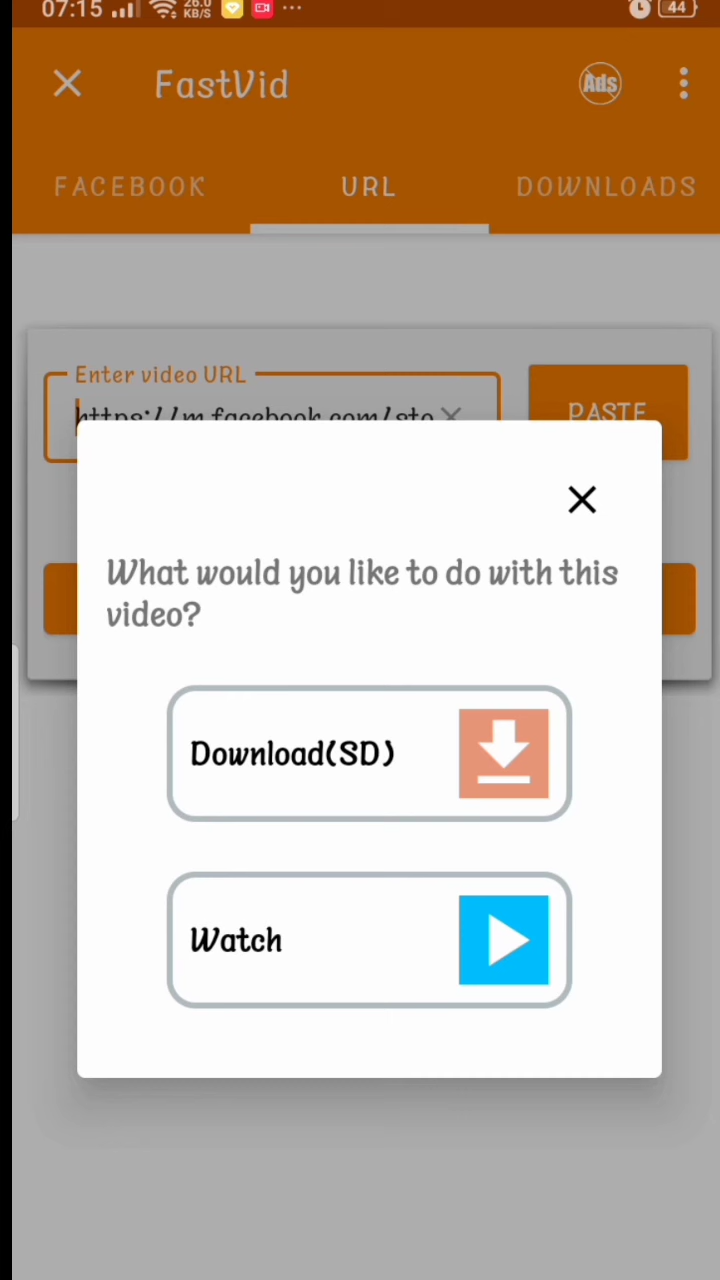 07:15 26.0 KB/S 44
FastVid Ads
FACEBOOK URL DOWNLOADS
Enter video URL
https://m.facebook.com/sto PASTE
What would you like to do with this
video?
Download(SD)
Watch